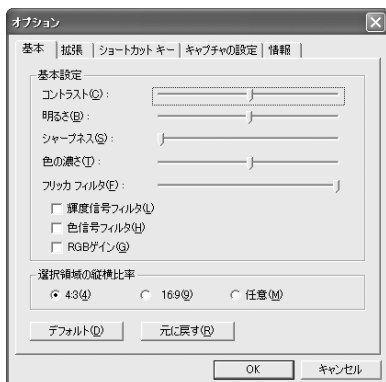 オプション
基本 拡張 ショートカット キー キャプチャの設定 情報
基本設定
コントラスト(C) :
明るさ(B) :
シャープネス(S) :
色の濃さ(T) :
フリッカ フィルタ(F) :
輝度信号フィルタ(L)
色信号フィルタ(H)
RGBゲイン(G)
選択領域の縦横比率
4:3(4) 16:9(9) 任意(M)
デフォルト(D) 元に戻す(R)
OK キャンセル